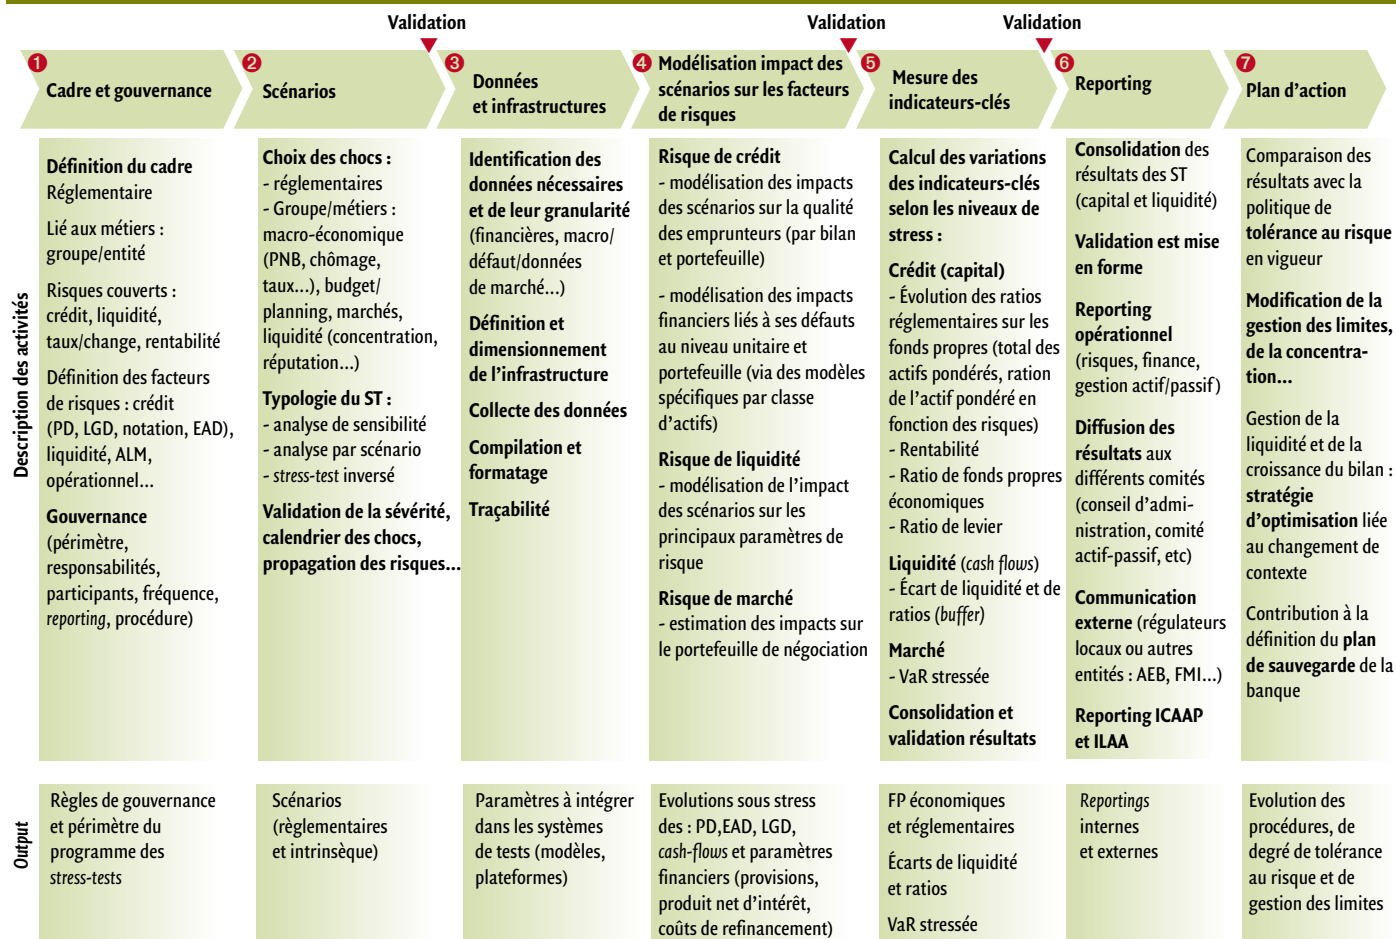 Validation
Validation
Validation
1
Cadre et gouvernance
2
Scénarios
3
Données
et infrastructures
4
Modélisation impact des
scénarios sur les facteurs
de risques
5
Mesure des
indicateurs-clés
6
Reporting
7
Plan d’action
Description des activités
Définition du cadre
Réglementaire
Lié aux métiers :
groupe/entité
Risques couverts :
crédit, liquidité,
taux/change, rentabilité
Définition des facteurs
de risques : crédit
(PD, LGD, notation, EAD),
liquidité, ALM,
opérationnel...
Gouvernance
(périmètre,
responsabilités,
participants, fréquence,
reporting, procédure)
Choix des chocs :
- réglementaires
- Groupe/métiers :
macro-économique
(PNB, chômage,
taux...), budget/
planning, marchés,
liquidité (concentration,
réputation...)
Typologie du ST :
- analyse de sensibilité
- analyse par scénario
- stress-test inversé
Validation de la sévérité,
calendrier des chocs,
propagation des risques...
Identification des
données nécessaires
et de leur granularité
(financières, macro/
défaut/données
de marché...)
Définition et
dimensionnement
de l’infrastructure
Collecte des données
Compilation et
formatage
Traçabilité
Risque de crédit
- modélisation des impacts
des scénarios sur la qualité
des emprunteurs (par bilan
et portefeuille)
- modélisation des impacts
financiers liés à ses défauts
au niveau unitaire et
portefeuille (via des modèles
spécifiques par classe
d’actifs)
Risque de liquidité
- modélisation de l’impact
des scénarios sur les
principaux paramètres de
risque
Risque de marché
- estimation des impacts sur
le portefeuille de négociation
Calcul des variations
des indicateurs-clés
selon les niveaux de
stress :
Crédit (capital)
- Évolution des ratios
réglementaires sur les
fonds propres (total des
actifs pondérés, ration
de l’actif pondéré en
fonction des risques)
- Rentabilité
- Ratio de fonds propres
économiques
- Ratio de levier
Liquidité (cash flows)
- Écart de liquidité et de
ratios (buffer)
Marché
- VaR stressée
Consolidation et
validation résultats
Consolidation des
résultats des ST
(capital et liquidité)
Validation est mise
en forme
Reporting
opérationnel
(risques, finance,
gestion actif/passif)
Diffusion des
résultats aux
différents comités
(conseil d’admi-
nistration, comité
actif-passif, etc)
Communication
externe (régulateurs
locaux ou autres
entités : AEB, FMI...)
Reporting ICAAP
et ILAA
Comparaison des
résultats avec la
politique de
tolérance au risque
en vigueur
Modification de la
gestion des limites,
de la concentra-
tion...
Gestion de la
liquidité et de la
croissance du bilan :
stratégie
d’optimisation liée
au changement de
contexte
Contribution à la
définition du plan
de sauvegarde de la
banque
Output
Règles de gouvernance
et périmètre du
programme des
stress-tests
Scénarios
(règlementaires
et intrinsèque)
Paramètres à intégrer
dans les systèmes
de tests (modèles,
plateformes)
Evolutions sous stress
des : PD,EAD, LGD,
cash-flows et paramètres
financiers (provisions,
produit net d’intérêt,
coûts de refinancement)
FP économiques
et réglementaires
Écarts de liquidité
et ratios
VaR stressée
Reportings
internes
et externes
Evolution des
procédures, de
degré de tolérance
au risque et de
gestion des limites